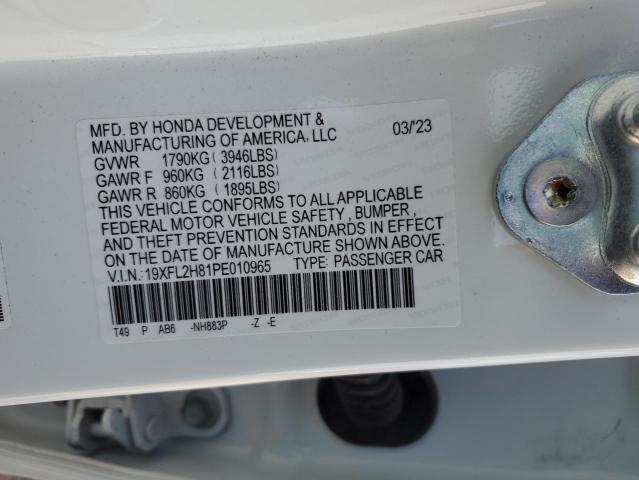 MFD. BY HONDA DEVELOPMENT &
MANUFACTURING OF AMERICA, LLC 03/'23
GVWR 1790KG ( 3946LBS)
GAWR F 960KG ( 2116LBS)
GAWR R 860KG ( 1895LBS)
THIS VEHICLE CONFORMS TO ALL APPLICABLE
FEDERAL MOTOR VEHICLE SAFETY , BUMPER ,
AND THEFT PREVENTION STANDARDS IN EFFECT
ON THE DATE OF MANUFACTURE SHOWN ABOVE.
V.I.N.:19XFL2H81PE010965 TYPE: PASSENGER CAR
T49 P AB6 -NH883P -Z -E